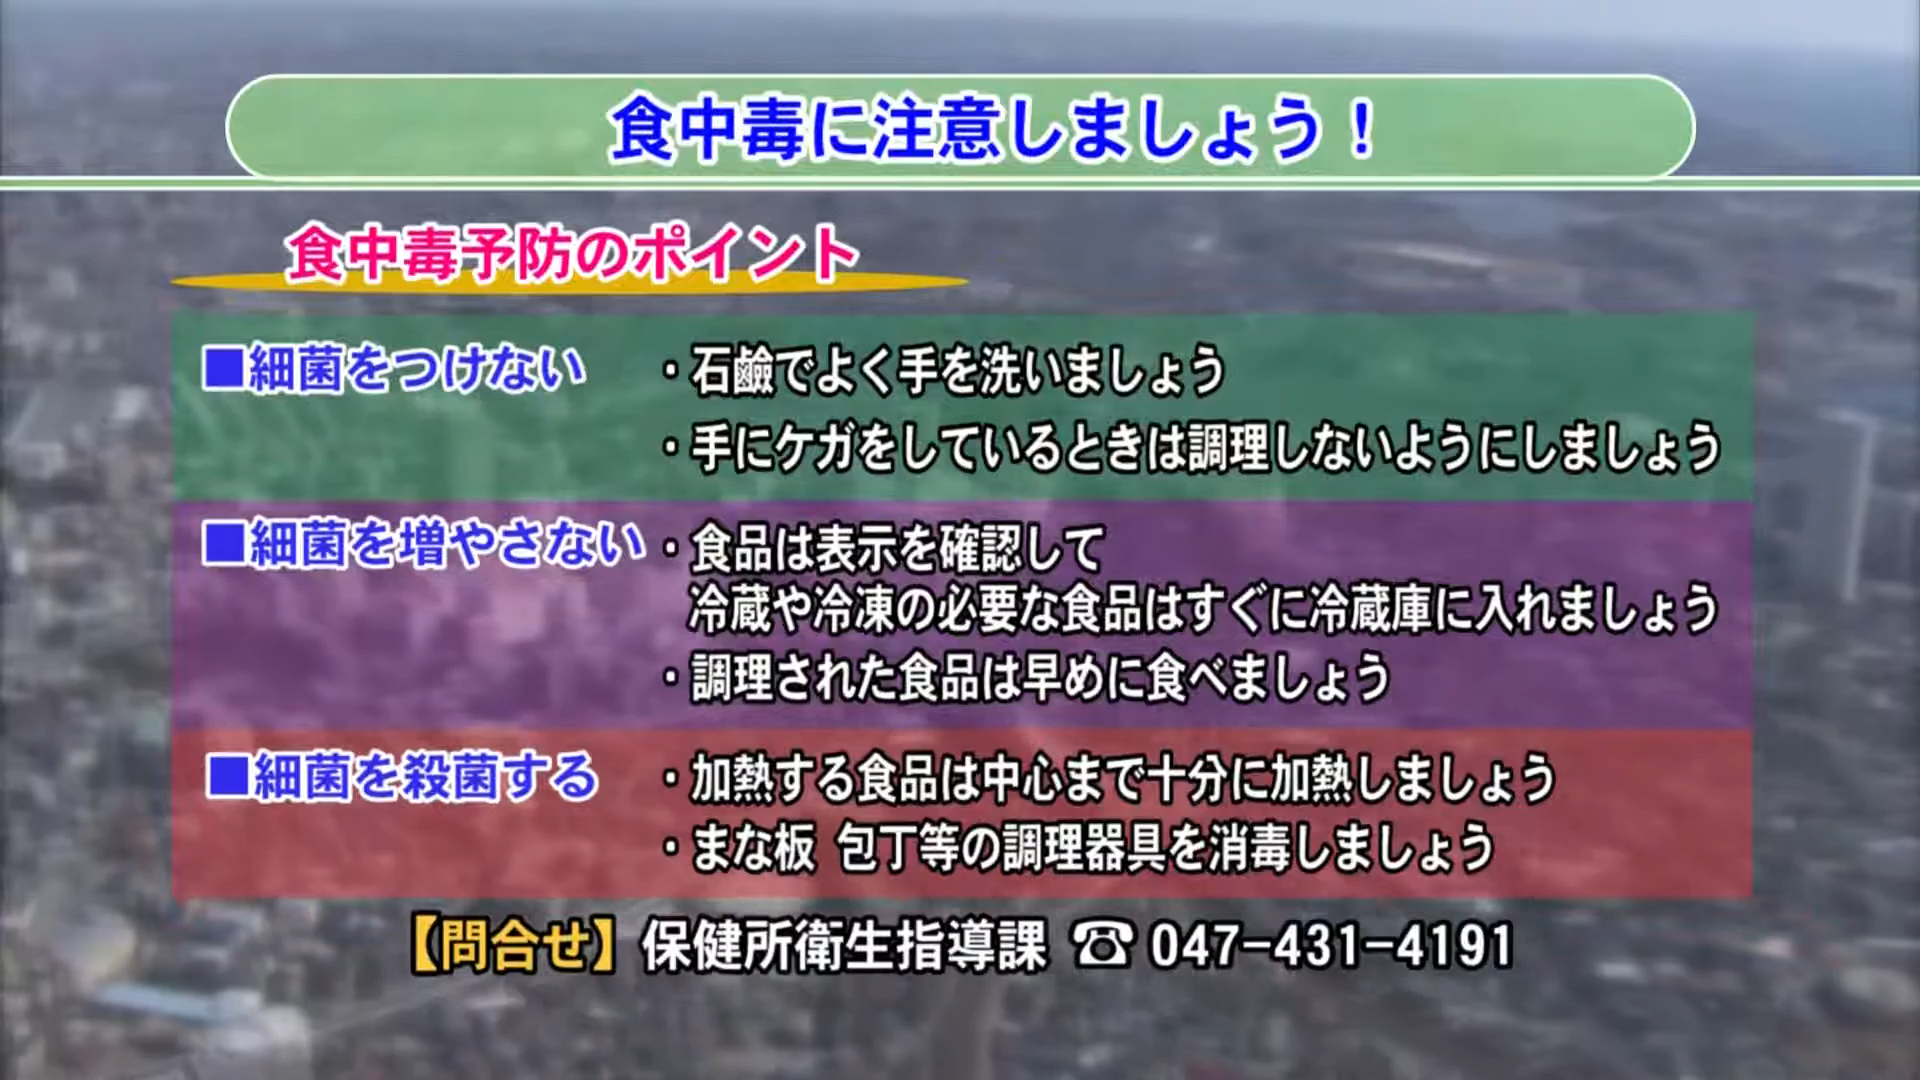 食中毒に注意しましょう！
食中毒予防のポイント
■細菌をつけない
・石鹼でよく手を洗いましょう
・手にケガをしているときは調理しないようにしましょう
■細菌を増やさない
・食品は表示を確認して
冷蔵や冷凍の必要な食品はすぐに冷蔵庫に入れましょう
・調理された食品は早めに食べましょう
■細菌を殺菌する
・加熱する食品は中心まで十分に加熱しましょう
・まな板 包丁等の調理器具を消毒しましょう
【問合せ】保健所衛生指導課 ☎047-431-4191